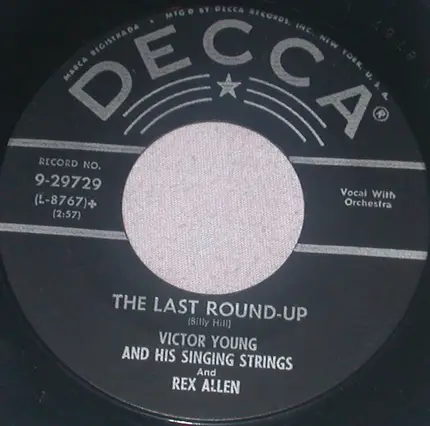 MARCA REGISTRADA • MFG'D BY DECCA RECORDS, INC., NEW YORK, U.S.A.
DECCA®
RECORD NO.
9-29729
(L-8767)✤
(2:57)
Vocal With
Orchestra
THE LAST ROUND-UP
(Billy Hill)
VICTOR YOUNG
AND HIS SINGING STRINGS
And
REX ALLEN